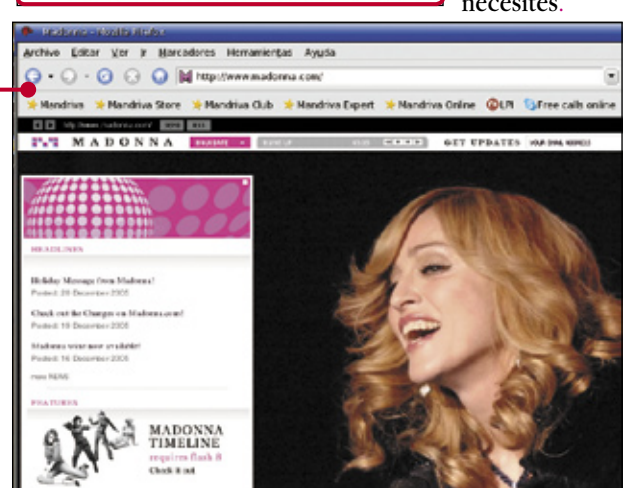 necesites.
Madonna - Mozilla Firefox
Archivo Editar Ver Ir Marcadores Herramientas Ayuda
http://www.madonna.com/
Mandriva Mandriva Store Mandriva Club Mandriva Expert Mandriva Online LPI Free calls online
MADONNA GET UPDATES YOUR EMAIL ADDRESS
HEADLINES
Holiday Message from Madonna!
Posted: 20 December 2005
Check out the Changes on Madonna.com!
Posted: 19 December 2005
Madonna wear now available!
Posted: 16 December 2005
more NEWS
FEATURES
MADONNA
TIMELINE
requires flash 8
Check it out